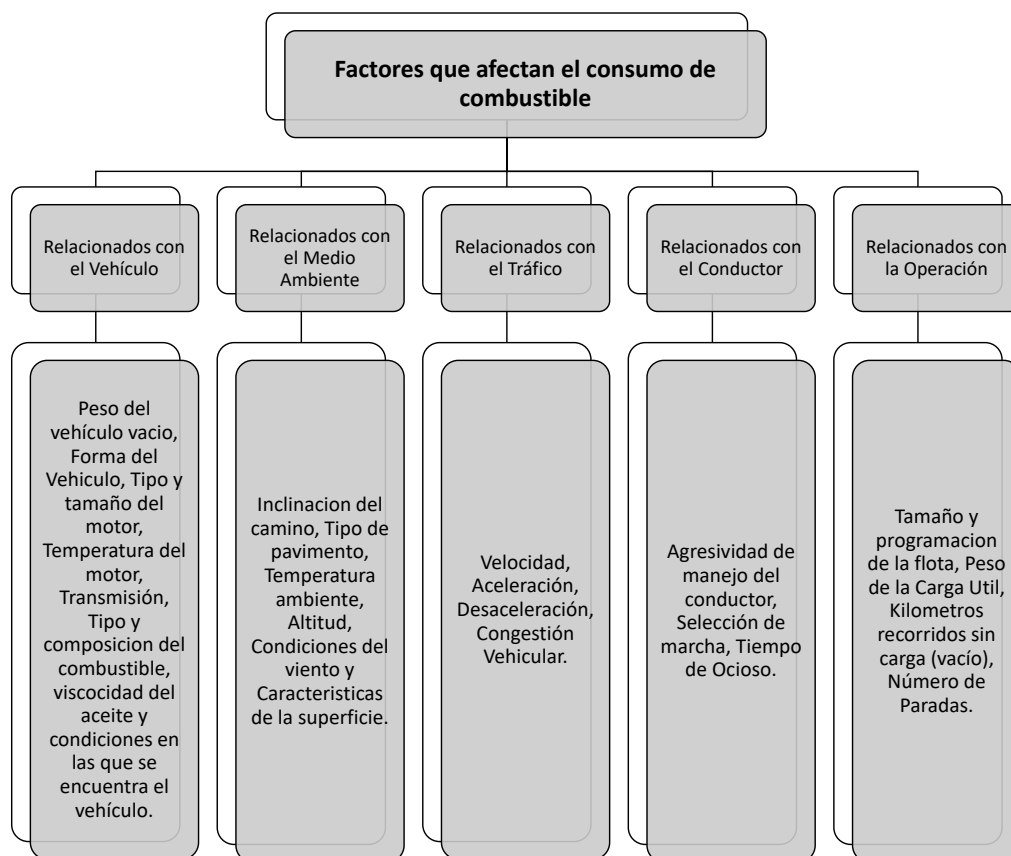 Factores que afectan el consumo de
combustible
Relacionados con
el Vehículo
Relacionados con
el Medio
Ambiente
Relacionados con
el Tráfico
Relacionados con
el Conductor
Relacionados con
la Operación
Peso del
vehículo vacio,
Forma del
Vehiculo, Tipo y
tamaño del
motor,
Temperatura del
motor,
Transmisión,
Tipo y
composicion del
combustible,
viscocidad del
aceite y
condiciones en
las que se
encuentra el
vehículo.
Inclinacion del
camino, Tipo de
pavimento,
Temperatura
ambiente,
Altitud,
Condiciones del
viento y
Caracteristicas
de la superficie.
Velocidad,
Aceleración,
Desaceleración,
Congestión
Vehicular.
Agresividad de
manejo del
conductor,
Selección de
marcha, Tiempo
de Ocioso.
Tamaño y
programacion
de la flota, Peso
de la Carga Util,
Kilometros
recorridos sin
carga (vacío),
Número de
Paradas.